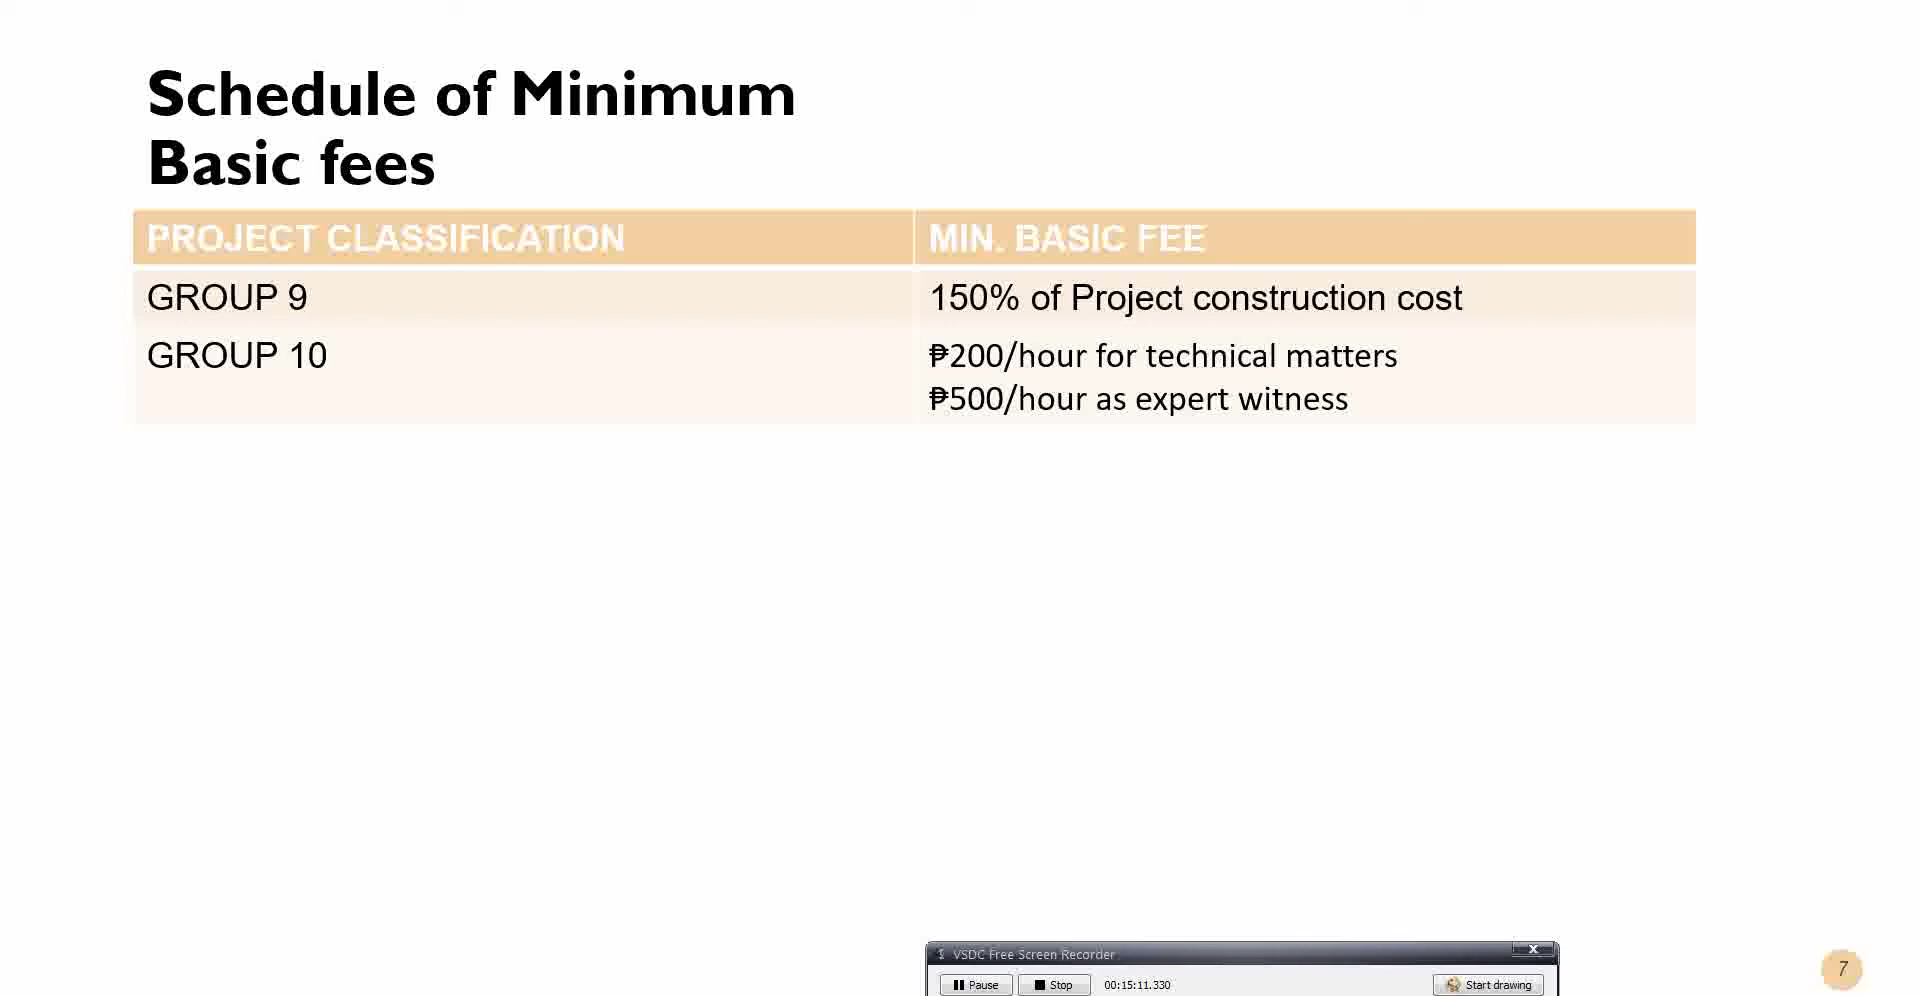 Schedule of Minimum
Basic fees
PROJECT CLASSIFICATION MIN. BASIC FEE
GROUP 9 150% of Project construction cost
GROUP 10 ₱200/hour for technical matters
₱500/hour as expert witness
VSDC Free Screen Recorder x
Pause Stop 00:15:11.330 Start drawing
7